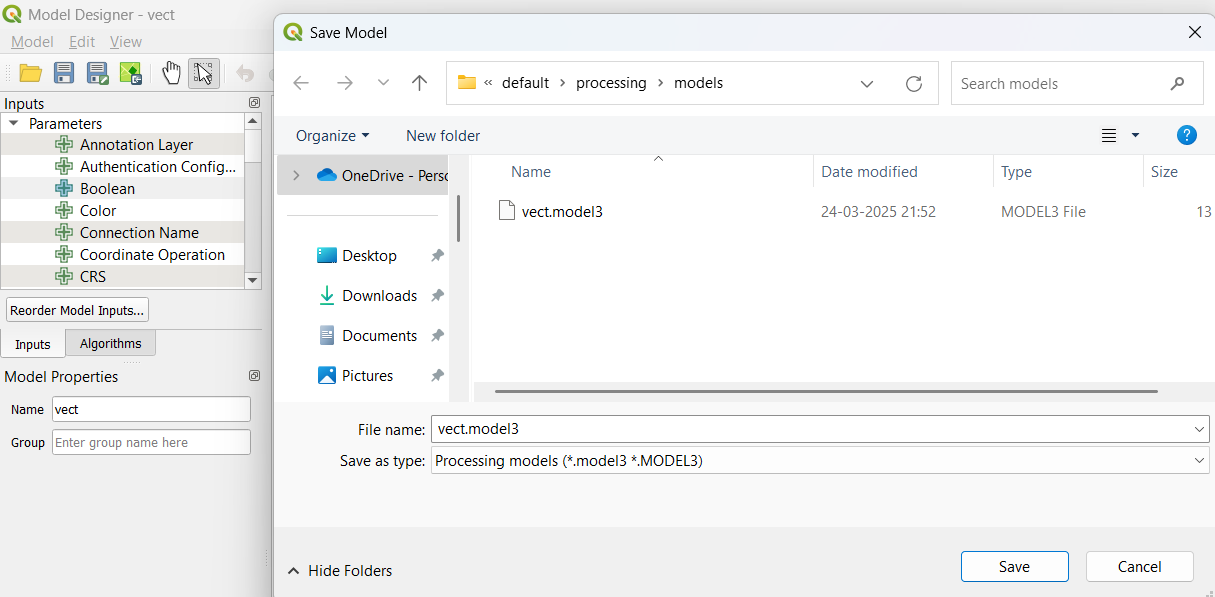 Model Designer - vect
Model Edit View
Inputs
Parameters
Annotation Layer
Authentication Config...
Boolean
Color
Connection Name
Coordinate Operation
CRS
Reorder Model Inputs...
Inputs Algorithms
Model Properties
Name vect
Group Enter group name here
Save Model
« default › processing › models
Search models
Organize New folder
?
OneDrive - Perso
Desktop
Downloads
Documents
Pictures
Name Date modified Type Size
vect.model3 24-03-2025 21:52 MODEL3 File 13
File name: vect.model3
Save as type: Processing models (*.model3 *.MODEL3)
Hide Folders
Save Cancel